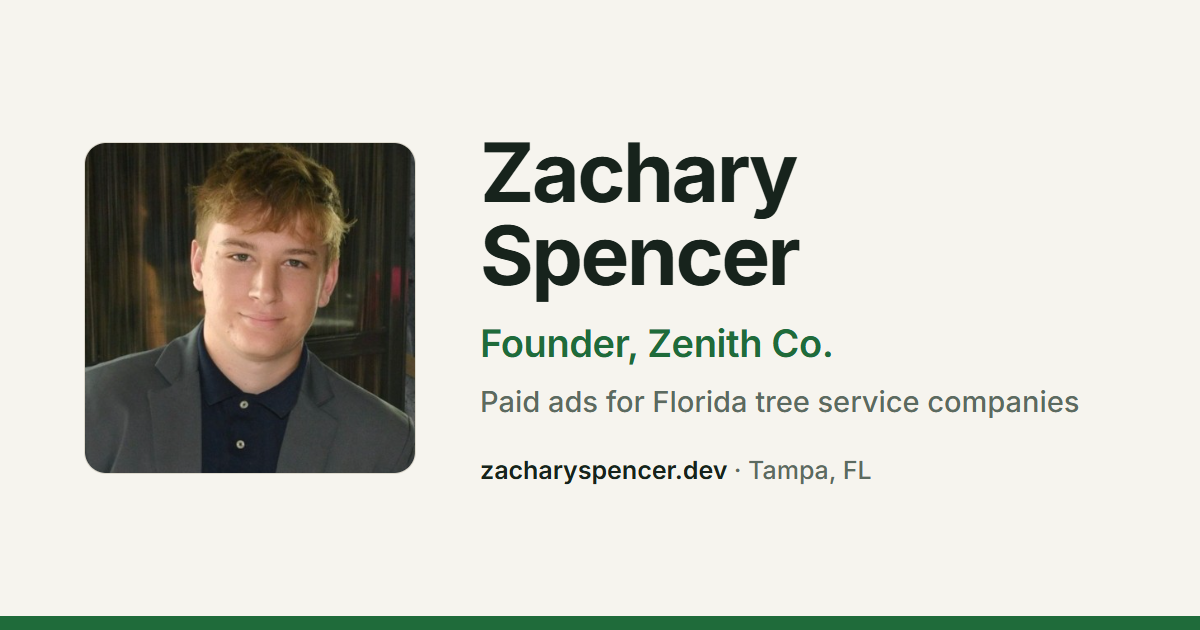 Zachary
Spencer
Founder, Zenith Co.
Paid ads for Florida tree service companies
zacharyspencer.dev · Tampa, FL